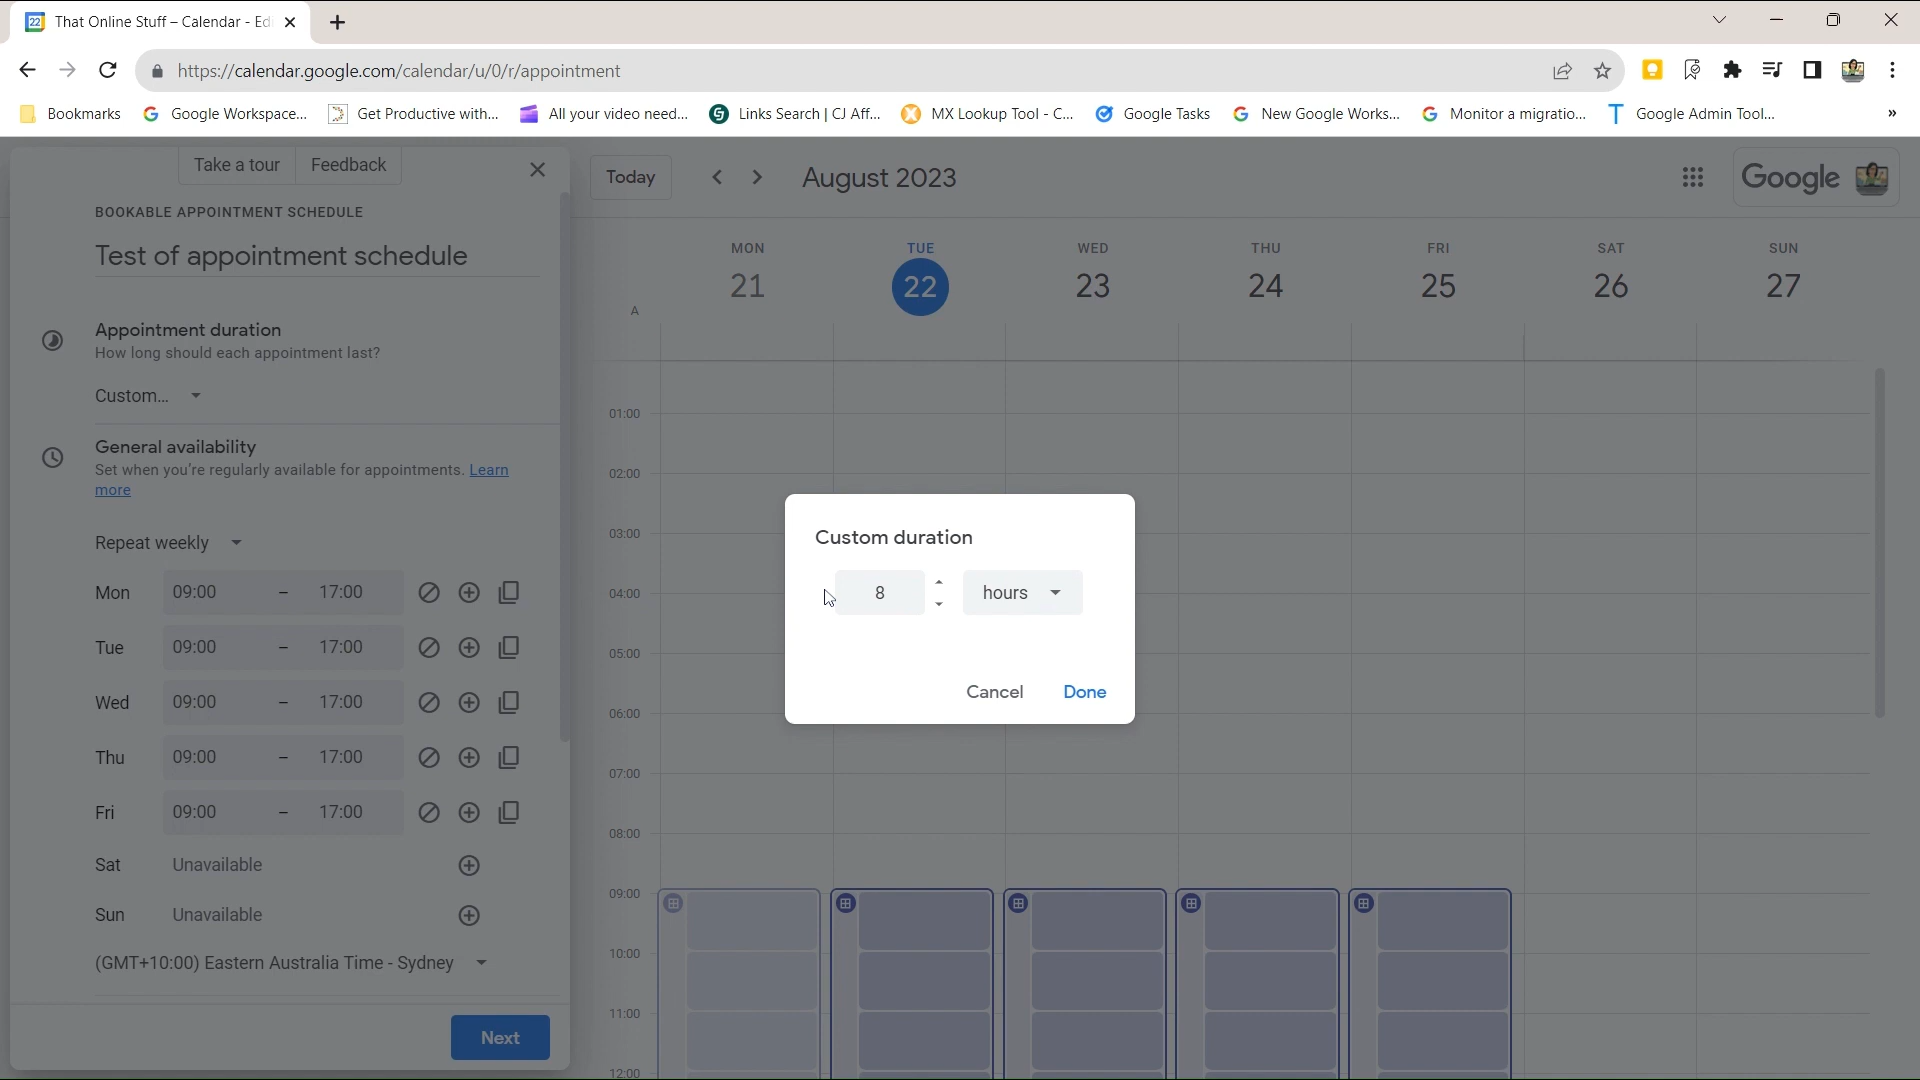 That Online Stuff – Calendar - Edi
https://calendar.google.com/calendar/u/0/r/appointment
Bookmarks Google Workspace... Get Productive with... All your video need... Links Search | CJ Aff... MX Lookup Tool - C... Google Tasks New Google Works... Monitor a migratio... Google Admin Tool... »
Take a tour Feedback
BOOKABLE APPOINTMENT SCHEDULE
Test of appointment schedule
Appointment duration
How long should each appointment last?
Custom...
General availability
Set when you're regularly available for appointments. Learn
more
Repeat weekly
Mon 09:00 – 17:00
Tue 09:00 – 17:00
Wed 09:00 – 17:00
Thu 09:00 – 17:00
Fri 09:00 – 17:00
Sat Unavailable
Sun Unavailable
(GMT+10:00) Eastern Australia Time - Sydney
Next
Today August 2023 Google
MON TUE WED THU FRI SAT SUN
21 22 23 24 25 26 27
A
01:00
02:00
03:00
04:00
05:00
06:00
07:00
08:00
09:00
10:00
11:00
12:00
Custom duration
8 hours
Cancel Done